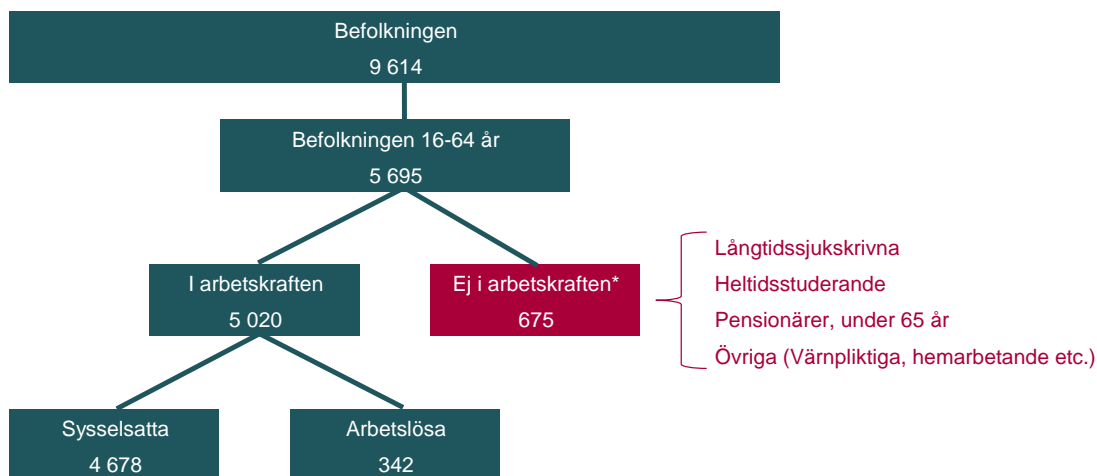 Befolkningen
9 614
Befolkningen 16-64 år
5 695
I arbetskraften
5 020
Ej i arbetskraften*
675
Långtidssjukskrivna
Heltidsstuderande
Pensionärer, under 65 år
Övriga (Värnpliktiga, hemarbetande etc.)
Sysselsatta
4 678
Arbetslösa
342